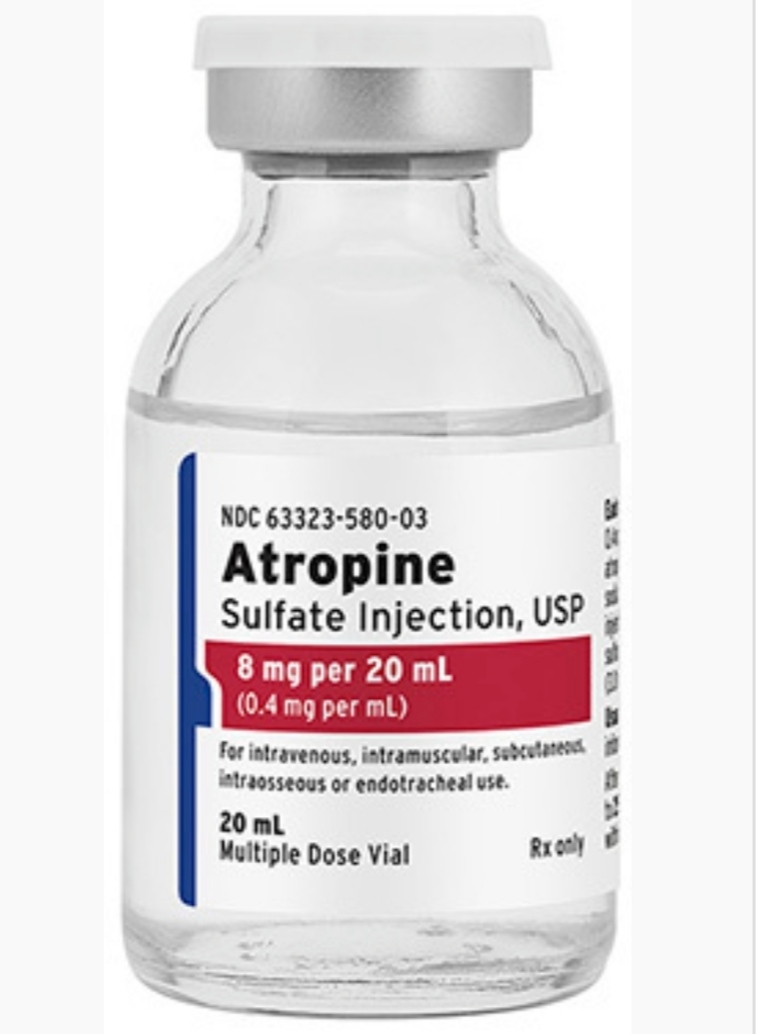 NDC 63323-580-03
Atropine
Sulfate Injection, USP
8 mg per 20 mL
(0.4 mg per mL)
For intravenous, intramuscular, subcutaneous,
intraosseous or endotracheal use.
20 mL
Multiple Dose Vial
Rx only